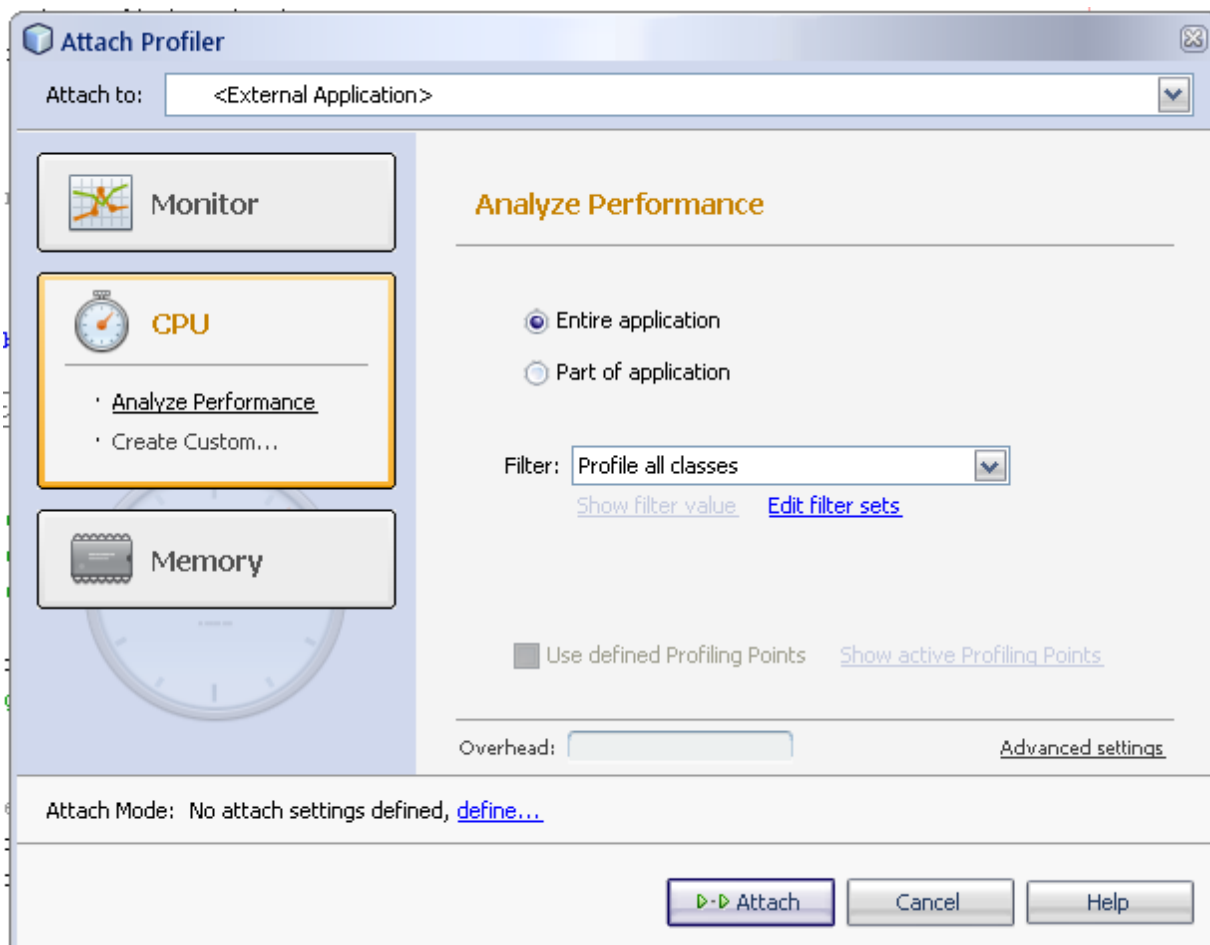 Attach Profiler
Attach to: <External Application>
Monitor
CPU
· Analyze Performance
· Create Custom...
Memory
Analyze Performance
Entire application
Part of application
Filter: Profile all classes
Show filter value Edit filter sets
Use defined Profiling Points Show active Profiling Points
Overhead: Advanced settings
Attach Mode: No attach settings defined, define...
Attach Cancel Help